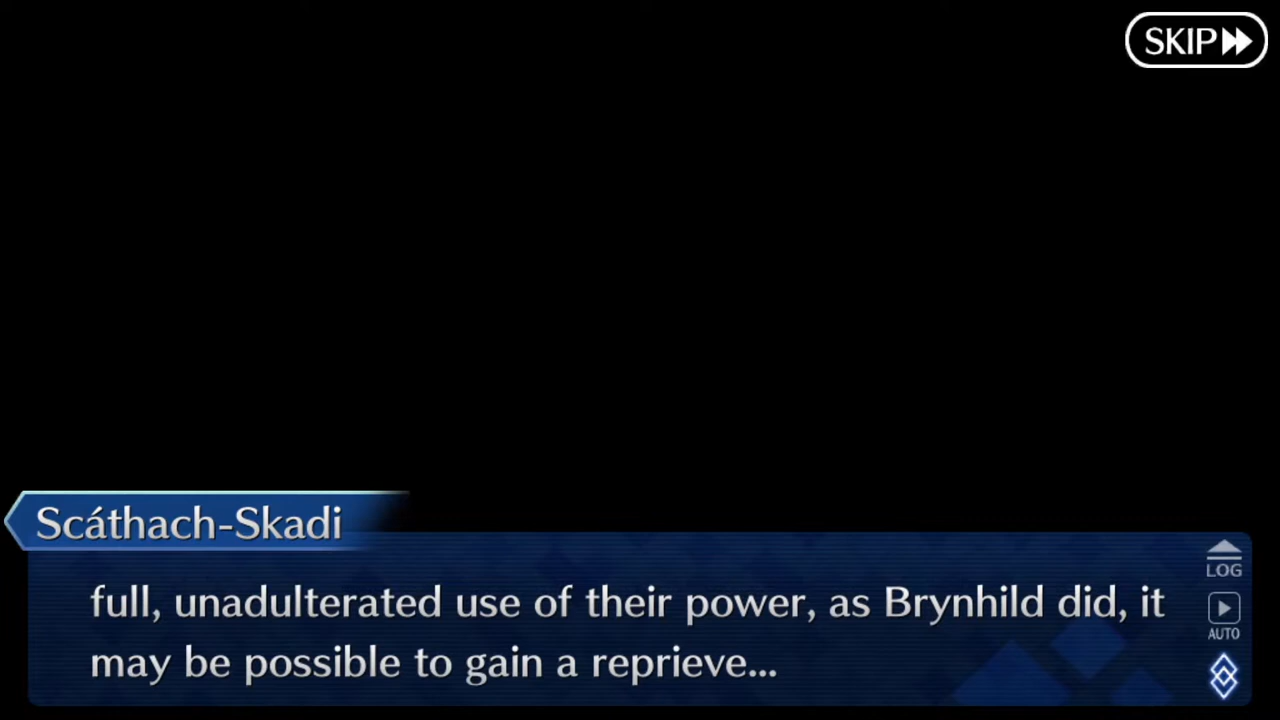 SKIP
Scáthach-Skadi
full, unadulterated use of their power, as Brynhild did, it
may be possible to gain a reprieve...
LOG
AUTO